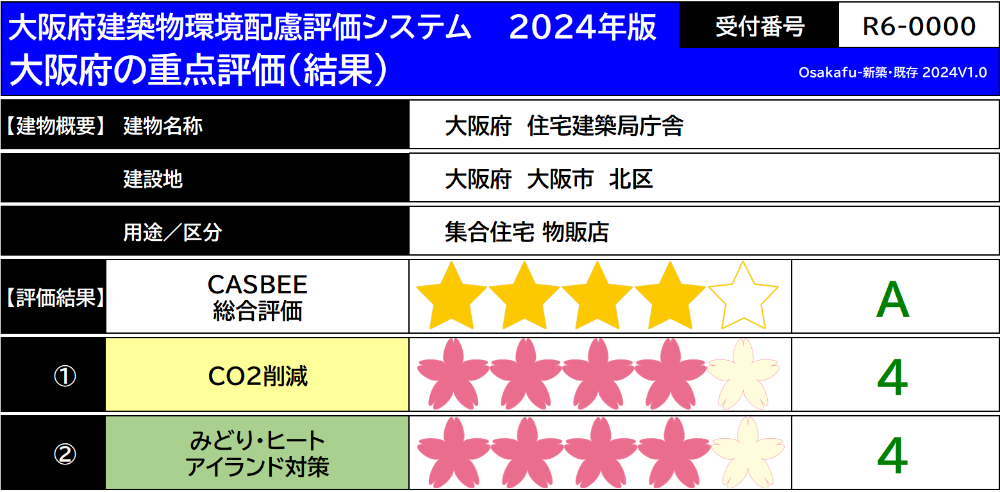 大阪府建築物環境配慮評価システム　2024年版
受付番号
R6-0000
大阪府の重点評価(結果)
Osakafu-新築・既存 2024V1.0
【建物概要】 建物名称
大阪府 住宅建築局庁舎
建設地
大阪府 大阪市 北区
用途／区分
集合住宅 物販店
【評価結果】
CASBEE
総合評価
A
①
CO2削減
4
②
みどり・ヒート
アイランド対策
4